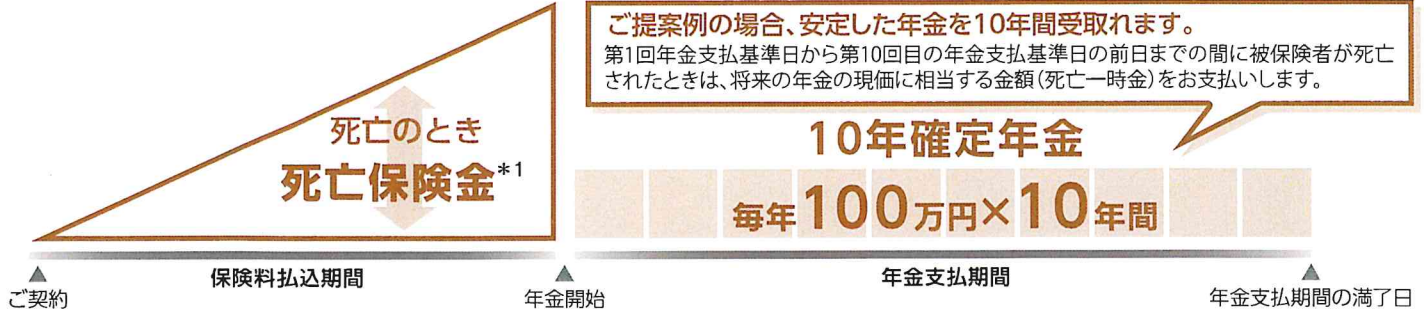 ご提案例の場合、安定した年金を10年間受取れます。
第1回年金支払基準日から第10回目の年金支払基準日の前日までの間に被保険者が死亡
されたときは、将来の年金の現価に相当する金額(死亡一時金)をお支払いします。
死亡のとき
死亡保険金*1
10年確定年金
毎年100万円×10年間
保険料払込期間
年金支払期間
ご契約
年金開始
年金支払期間の満了日